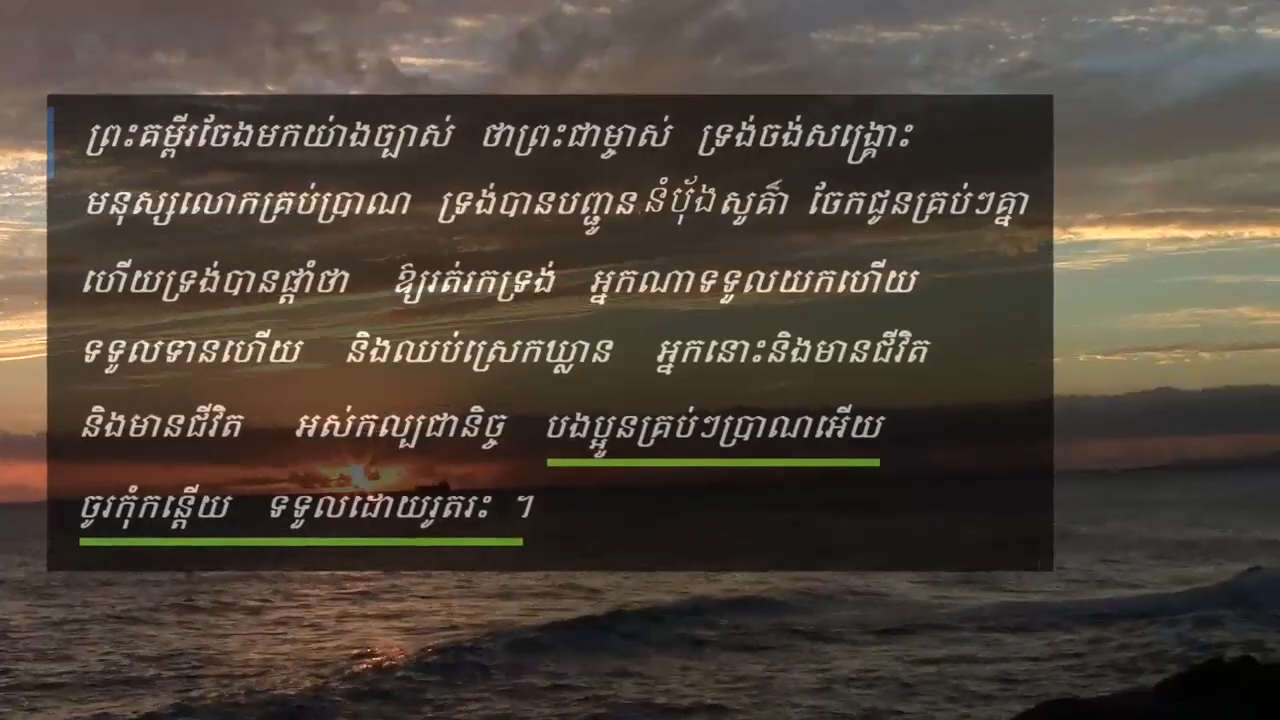 ព្រះគម្ពីរចែងមកយ៉ាងច្បាស់ ថាព្រះជាម្ចាស់ ទ្រង់ចង់សង្គ្រោះ
មនុស្សលោកគ្រប់ប្រាណ ទ្រង់បានបញ្ជូន នំប៉័ង សួគ៌ា ចែកជូនគ្រប់ៗគ្នា
ហើយទ្រង់បានផ្តាំថា ឱ្យរត់រកទ្រង់ អ្នកណាទទួលយកហើយ
ទទួលទានហើយ និងឈប់ស្រេកឃ្លាន អ្នកនោះនិងមានជីវិត
និងមានជីវិត អស់កល្បជានិច្ច បងប្អូនគ្រប់ៗប្រាណអើយ
ចូរកុំកន្តើយ ទទួលដោយរូតរះ ។